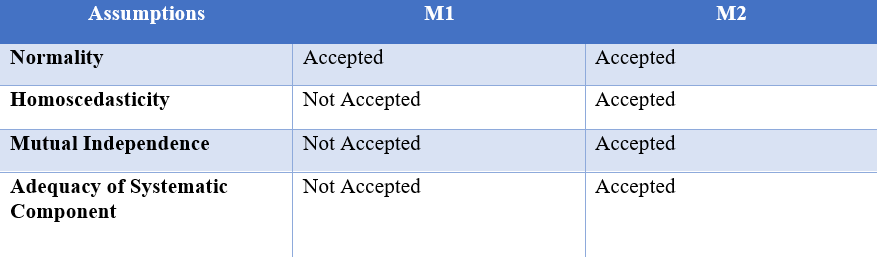 Assumptions M1 M2
Normality Accepted Accepted
Homoscedasticity Not Accepted Accepted
Mutual Independence Not Accepted Accepted
Adequacy of Systematic Not Accepted Accepted
Component